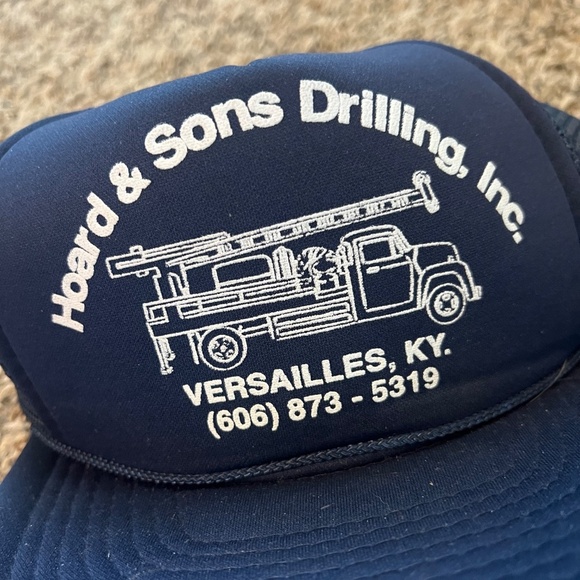 Hoard & Sons Drilling, Inc.
VERSAILLES, KY.
(606) 873 - 5319